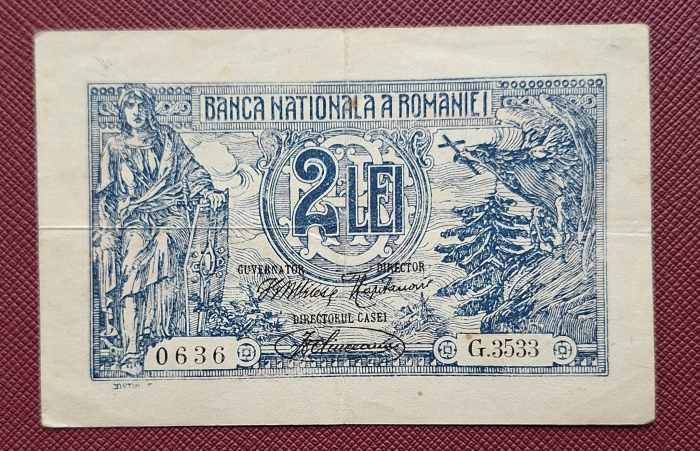 BANCA NATIONALA A ROMANIEI
2 LEI
GUVERNATOR DIRECTOR
DIRECTORUL CASEI
0636 G.3533